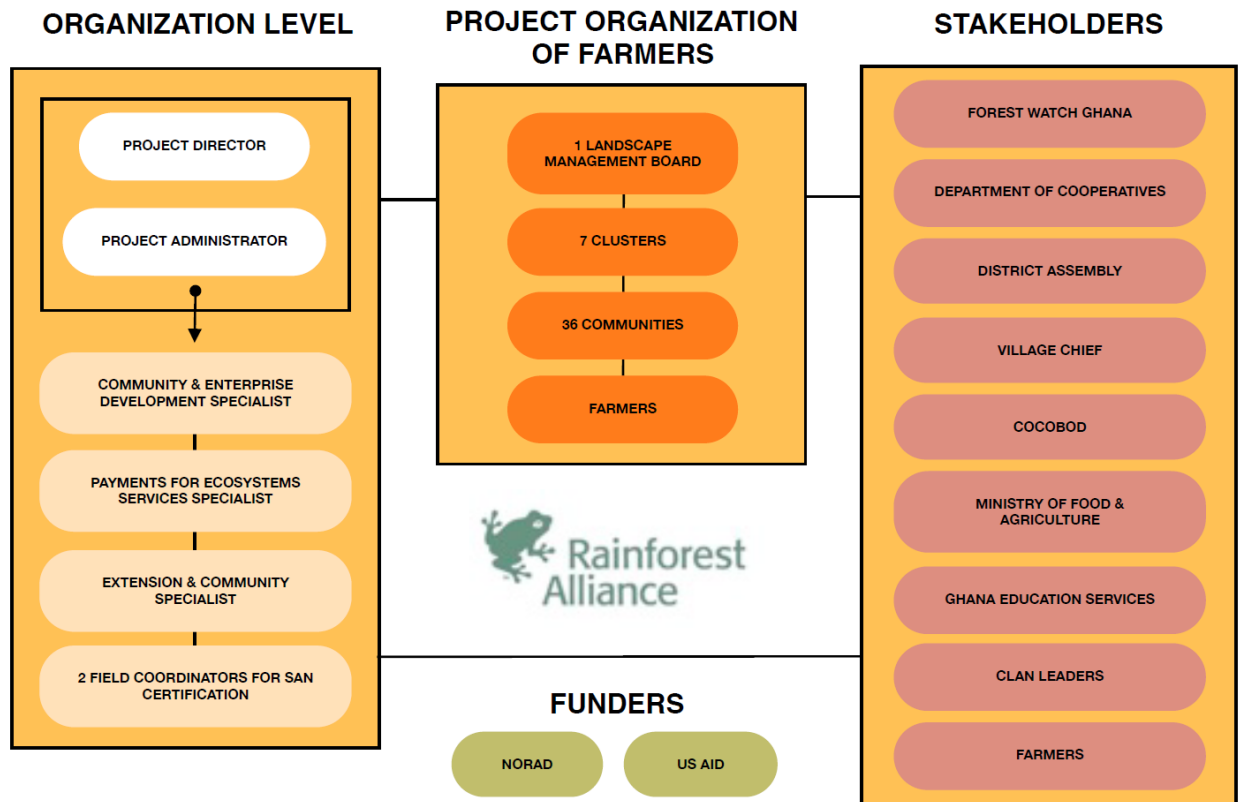 ORGANIZATION LEVEL
PROJECT DIRECTOR
PROJECT ADMINISTRATOR
COMMUNITY & ENTERPRISE
DEVELOPMENT SPECIALIST
PAYMENTS FOR ECOSYSTEMS
SERVICES SPECIALIST
EXTENSION & COMMUNITY
SPECIALIST
2 FIELD COORDINATORS FOR SAN
CERTIFICATION
PROJECT ORGANIZATION
OF FARMERS
1 LANDSCAPE
MANAGEMENT BOARD
7 CLUSTERS
36 COMMUNITIES
FARMERS
Rainforest
Alliance
FUNDERS
NORAD
US AID
STAKEHOLDERS
FOREST WATCH GHANA
DEPARTMENT OF COOPERATIVES
DISTRICT ASSEMBLY
VILLAGE CHIEF
COCOBOD
MINISTRY OF FOOD &
AGRICULTURE
GHANA EDUCATION SERVICES
CLAN LEADERS
FARMERS